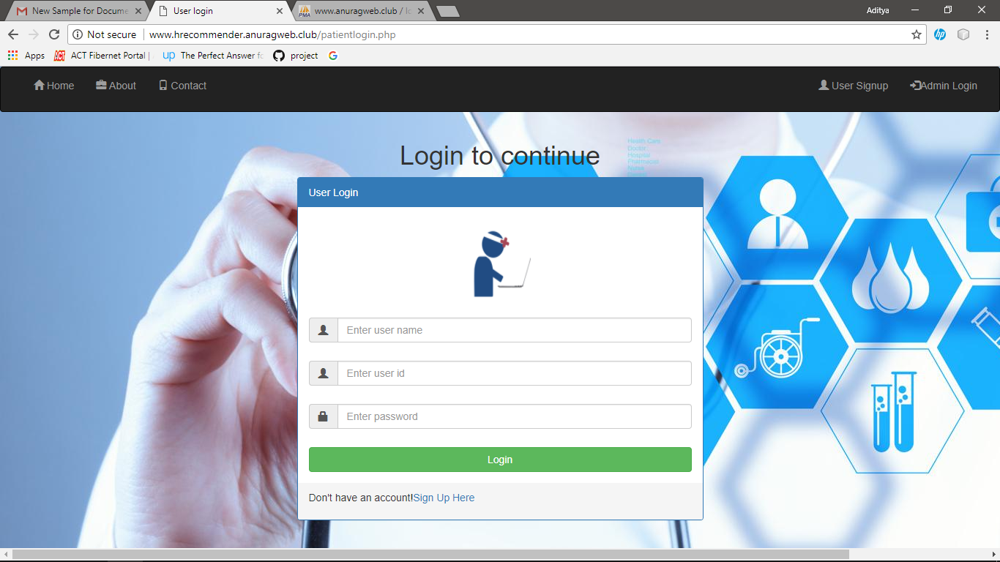 New Sample for Docume
User login
www.anuragweb.club / lo
Aditya
Not secure www.hrecommender.anuragweb.club/patientlogin.php
Apps ACT Fibernet Portal | up The Perfect Answer fo project
Home About Contact User Signup Admin Login
Health Care
Doctor
Hospital
Pharmacist
Nurse
Login to continue
User Login
Enter user name
Enter user id
Enter password
Login
Don't have an account!Sign Up Here